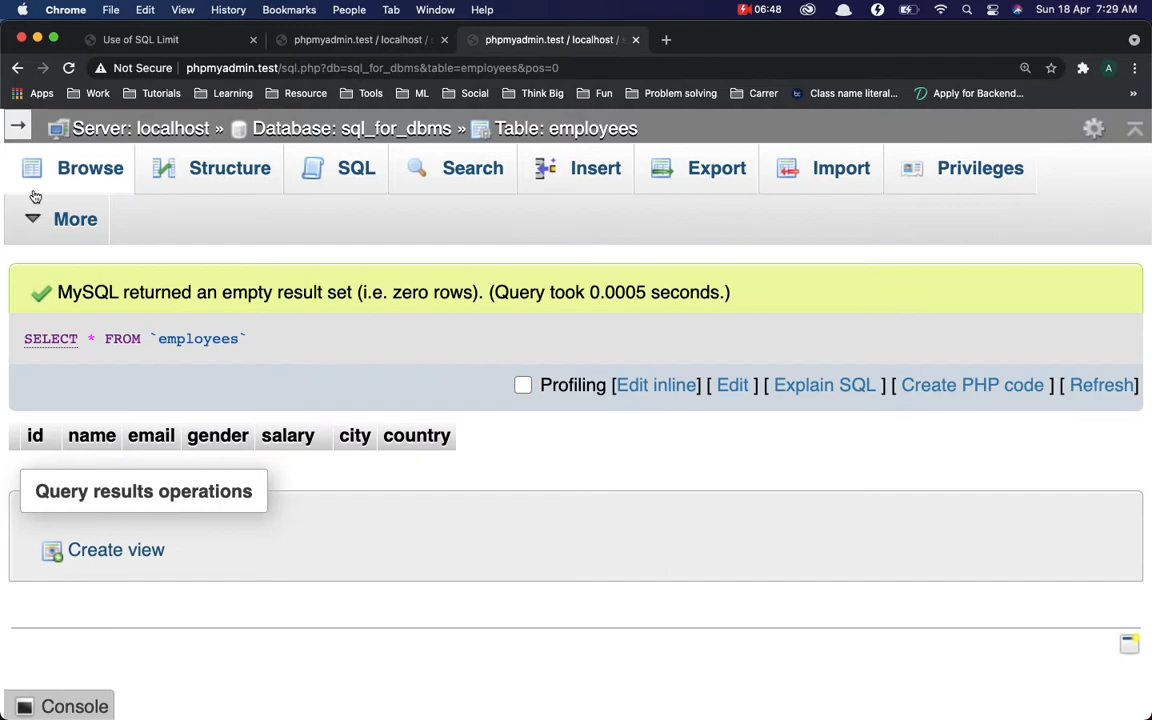 Chrome File Edit View History Bookmarks People Tab Window Help 06:48 Sun 18 Apr 7:29 AM
Use of SQL Limit phpmyadmin.test / localhost / phpmyadmin.test / localhost /
Not Secure phpmyadmin.test/sql.php?db=sql_for_dbms&table=employees&pos=0 A
Apps Work Tutorials Learning Resource Tools ML Social Think Big Fun Problem solving Carrer Class name literal... Apply for Backend... »
Server: localhost » Database: sql_for_dbms » Table: employees
Browse Structure SQL Search Insert Export Import Privileges
More
MySQL returned an empty result set (i.e. zero rows). (Query took 0.0005 seconds.)
SELECT * FROM `employees`
Profiling [Edit inline] [ Edit ] [ Explain SQL ] [ Create PHP code ] [ Refresh]
id name email gender salary city country
Query results operations
Create view
Console